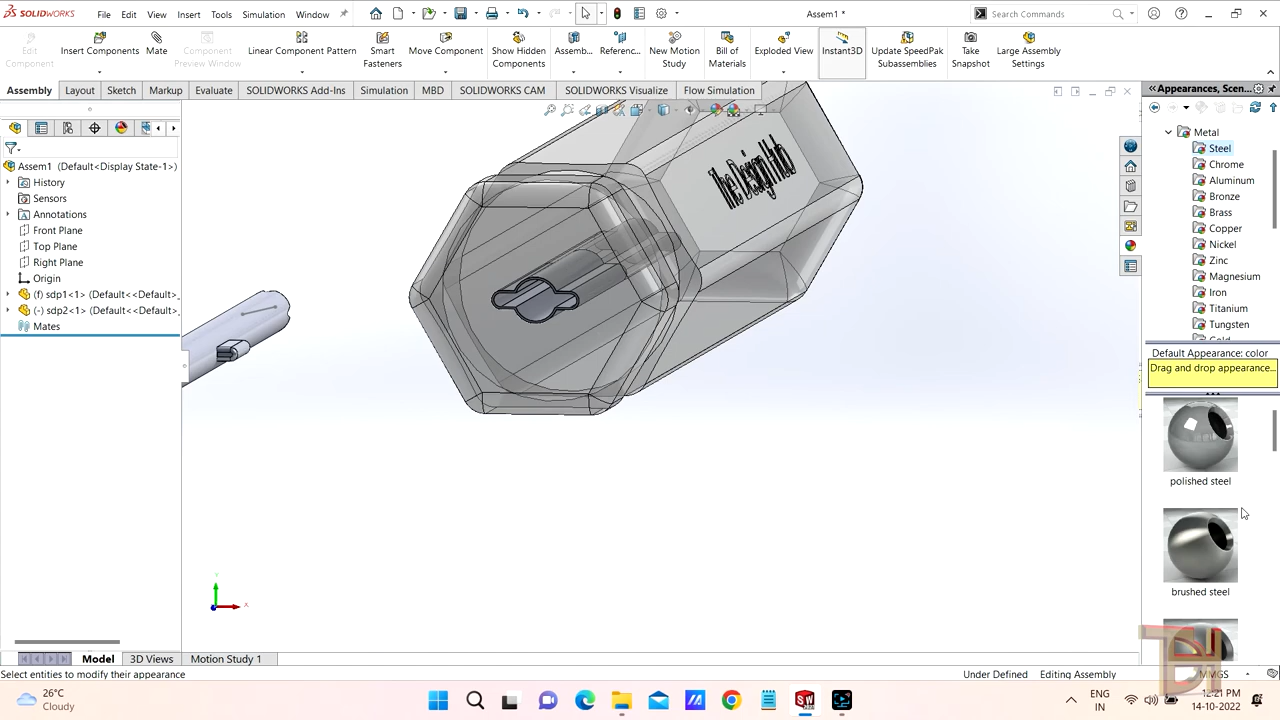 SOLIDWORKS
File Edit View Insert Tools Simulation Window
Assem1 *
Search Commands
Edit Component
Insert Components
Mate
Component Preview Window
Linear Component Pattern
Smart Fasteners
Move Component
Show Hidden Components
Assemb...
Referenc...
New Motion Study
Bill of Materials
Exploded View
Instant3D
Update SpeedPak Subassemblies
Take Snapshot
Large Assembly Settings
Assembly Layout Sketch Markup Evaluate SOLIDWORKS Add-Ins Simulation MBD SOLIDWORKS CAM SOLIDWORKS Visualize Flow Simulation
Appearances, Scen...
Assem1 (Default<Display State-1>)
History
Sensors
Annotations
Front Plane
Top Plane
Right Plane
Origin
(f) sdp1<1> (Default<<Default>
(-) sdp2<1> (Default<<Default>
Mates
The Design Hub
Metal
Steel
Chrome
Aluminum
Bronze
Brass
Copper
Nickel
Zinc
Magnesium
Iron
Titanium
Tungsten
Gold
Default Appearance: color
Drag and drop appearance...
polished steel
brushed steel
Y
X
Model 3D Views Motion Study 1
Select entities to modify their appearance
Under Defined Editing Assembly MMGS
26°C
Cloudy
ENG
IN
12:21 PM
14-10-2022